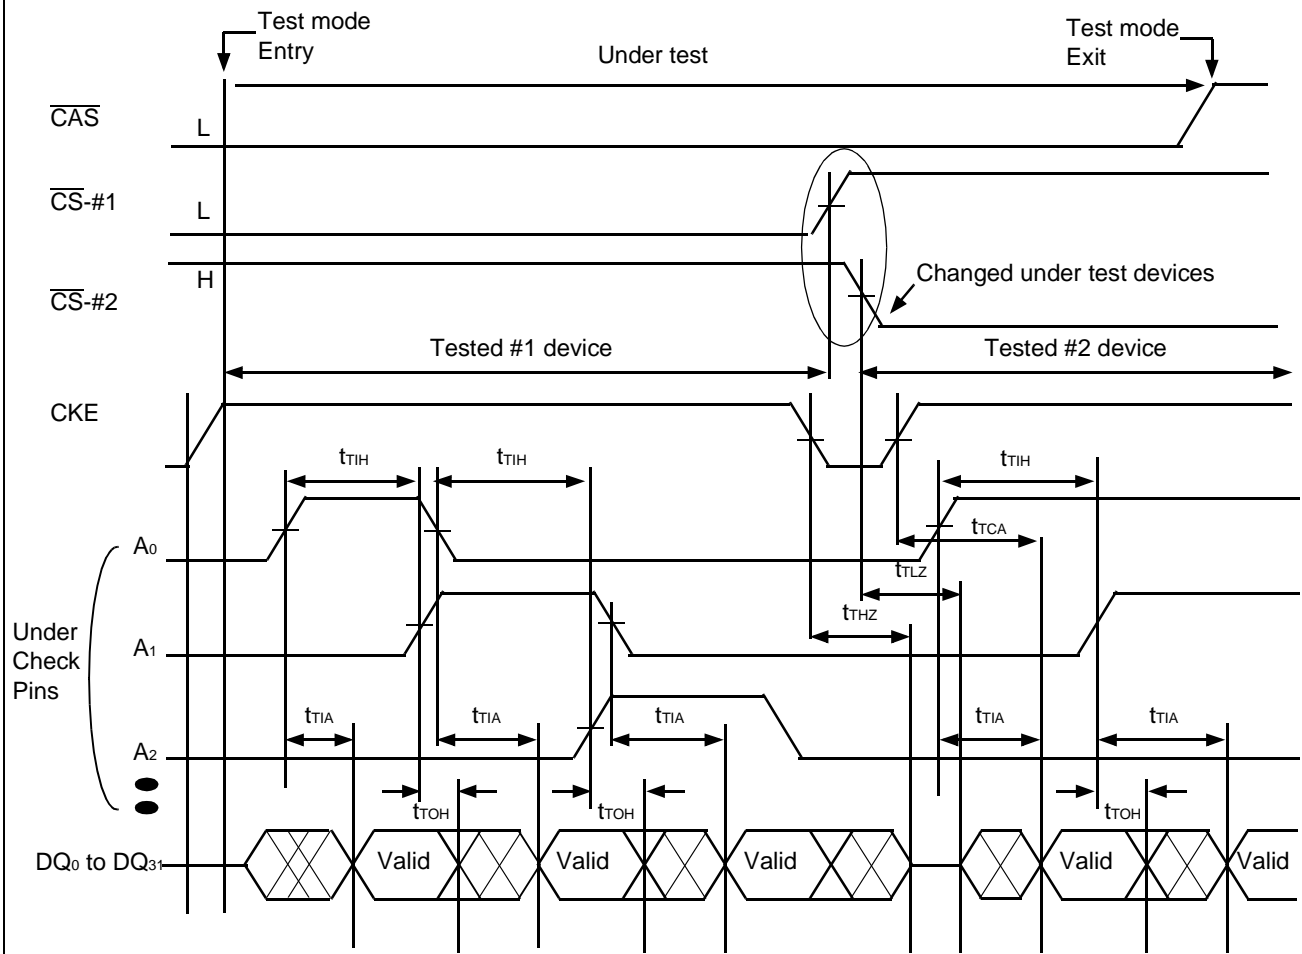 Test mode
Entry
Under test
Test mode
Exit
CAS
L
CS-#1
L
H
CS-#2
Changed under test devices
Tested #1 device
Tested #2 device
CKE
tTIH
tTIH
tTIH
A0
tTCA
tTLZ
tTHZ
Under
Check
Pins
A1
tTIA
tTIA
tTIA
tTIA
tTIA
A2
tTOH
tTOH
tTOH
DQ0 to DQ31
Valid
Valid
Valid
Valid
Valid